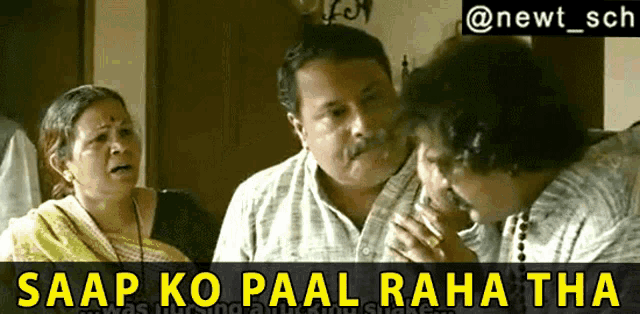 @newt_sch
SAAP KO PAAL RAHA THA